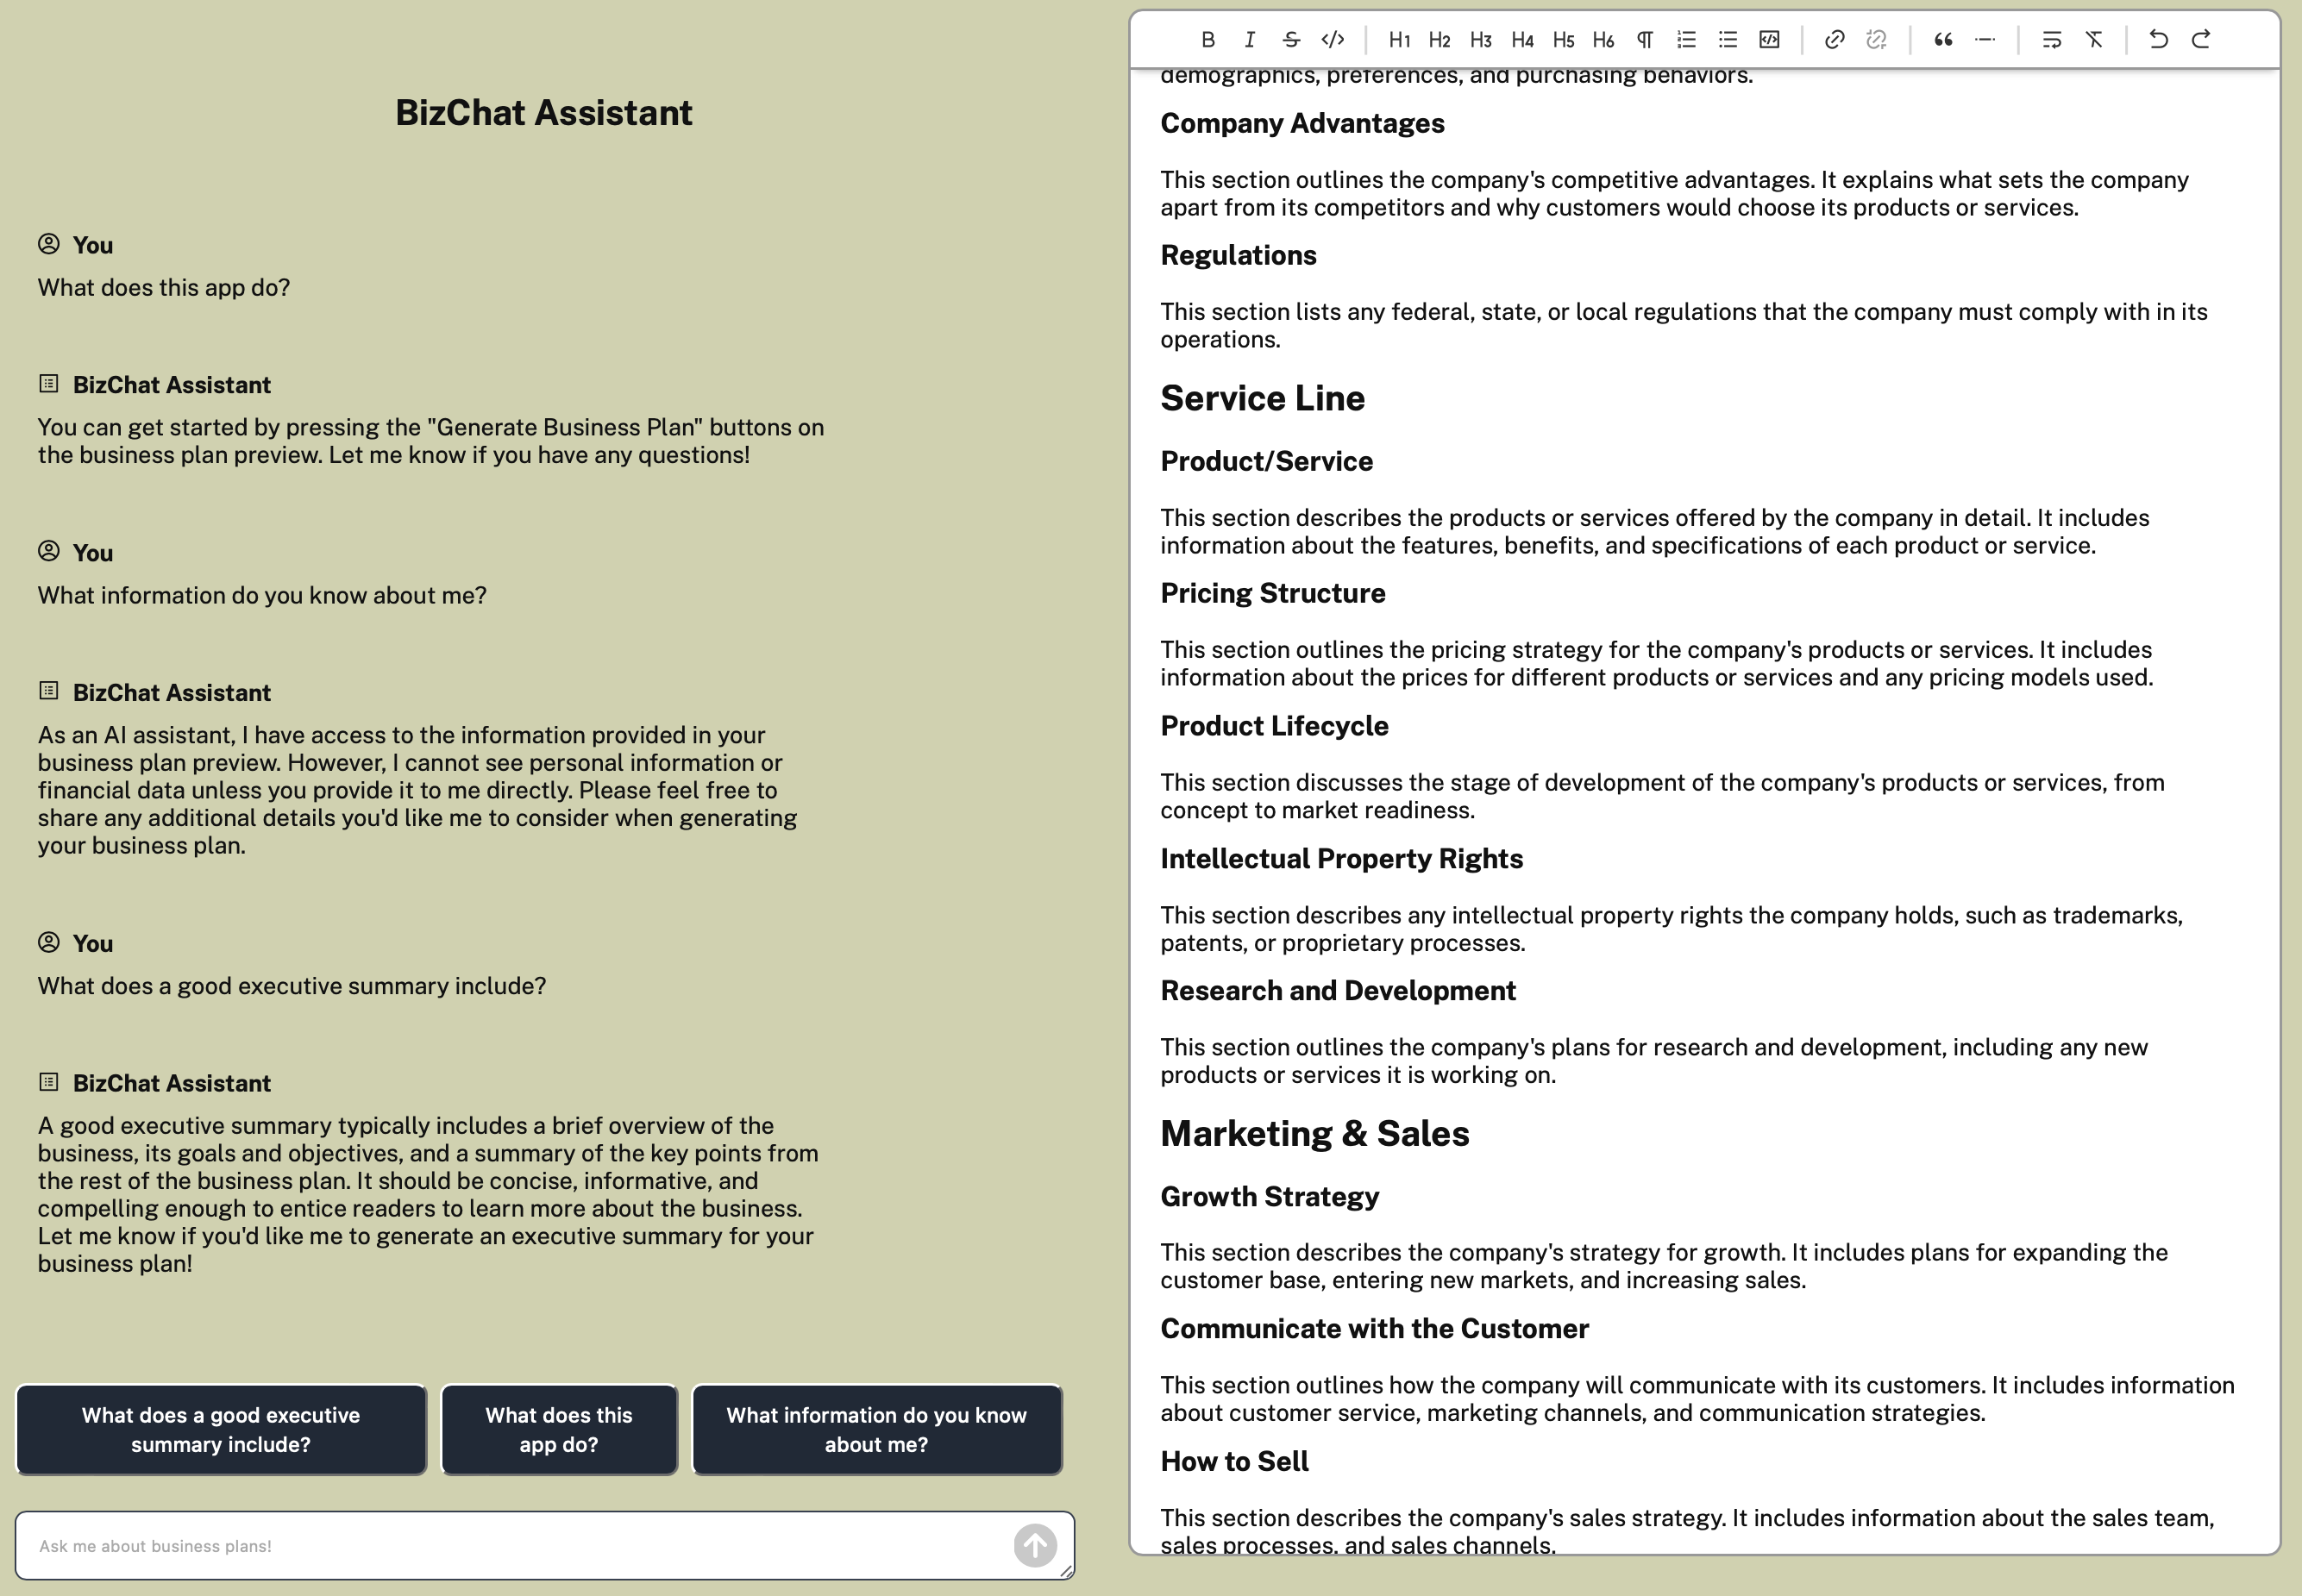 BizChat Assistant
You
What does this app do?
BizChat Assistant
You can get started by pressing the "Generate Business Plan" buttons on
the business plan preview. Let me know if you have any questions!
You
What information do you know about me?
BizChat Assistant
As an AI assistant, I have access to the information provided in your
business plan preview. However, I cannot see personal information or
financial data unless you provide it to me directly. Please feel free to
share any additional details you'd like me to consider when generating
your business plan.
You
What does a good executive summary include?
BizChat Assistant
A good executive summary typically includes a brief overview of the
business, its goals and objectives, and a summary of the key points from
the rest of the business plan. It should be concise, informative, and
compelling enough to entice readers to learn more about the business.
Let me know if you'd like me to generate an executive summary for your
business plan!
What does a good executive
summary include?
What does this
app do?
What information do you know
about me?
Ask me about business plans!
B I S </> H1 H2 H3 H4 H5 H6 ¶
demographics, preferences, and purchasing behaviors.
Company Advantages
This section outlines the company's competitive advantages. It explains what sets the company
apart from its competitors and why customers would choose its products or services.
Regulations
This section lists any federal, state, or local regulations that the company must comply with in its
operations.
Service Line
Product/Service
This section describes the products or services offered by the company in detail. It includes
information about the features, benefits, and specifications of each product or service.
Pricing Structure
This section outlines the pricing strategy for the company's products or services. It includes
information about the prices for different products or services and any pricing models used.
Product Lifecycle
This section discusses the stage of development of the company's products or services, from
concept to market readiness.
Intellectual Property Rights
This section describes any intellectual property rights the company holds, such as trademarks,
patents, or proprietary processes.
Research and Development
This section outlines the company's plans for research and development, including any new
products or services it is working on.
Marketing & Sales
Growth Strategy
This section describes the company's strategy for growth. It includes plans for expanding the
customer base, entering new markets, and increasing sales.
Communicate with the Customer
This section outlines how the company will communicate with its customers. It includes information
about customer service, marketing channels, and communication strategies.
How to Sell
This section describes the company's sales strategy. It includes information about the sales team,
sales processes, and sales channels.